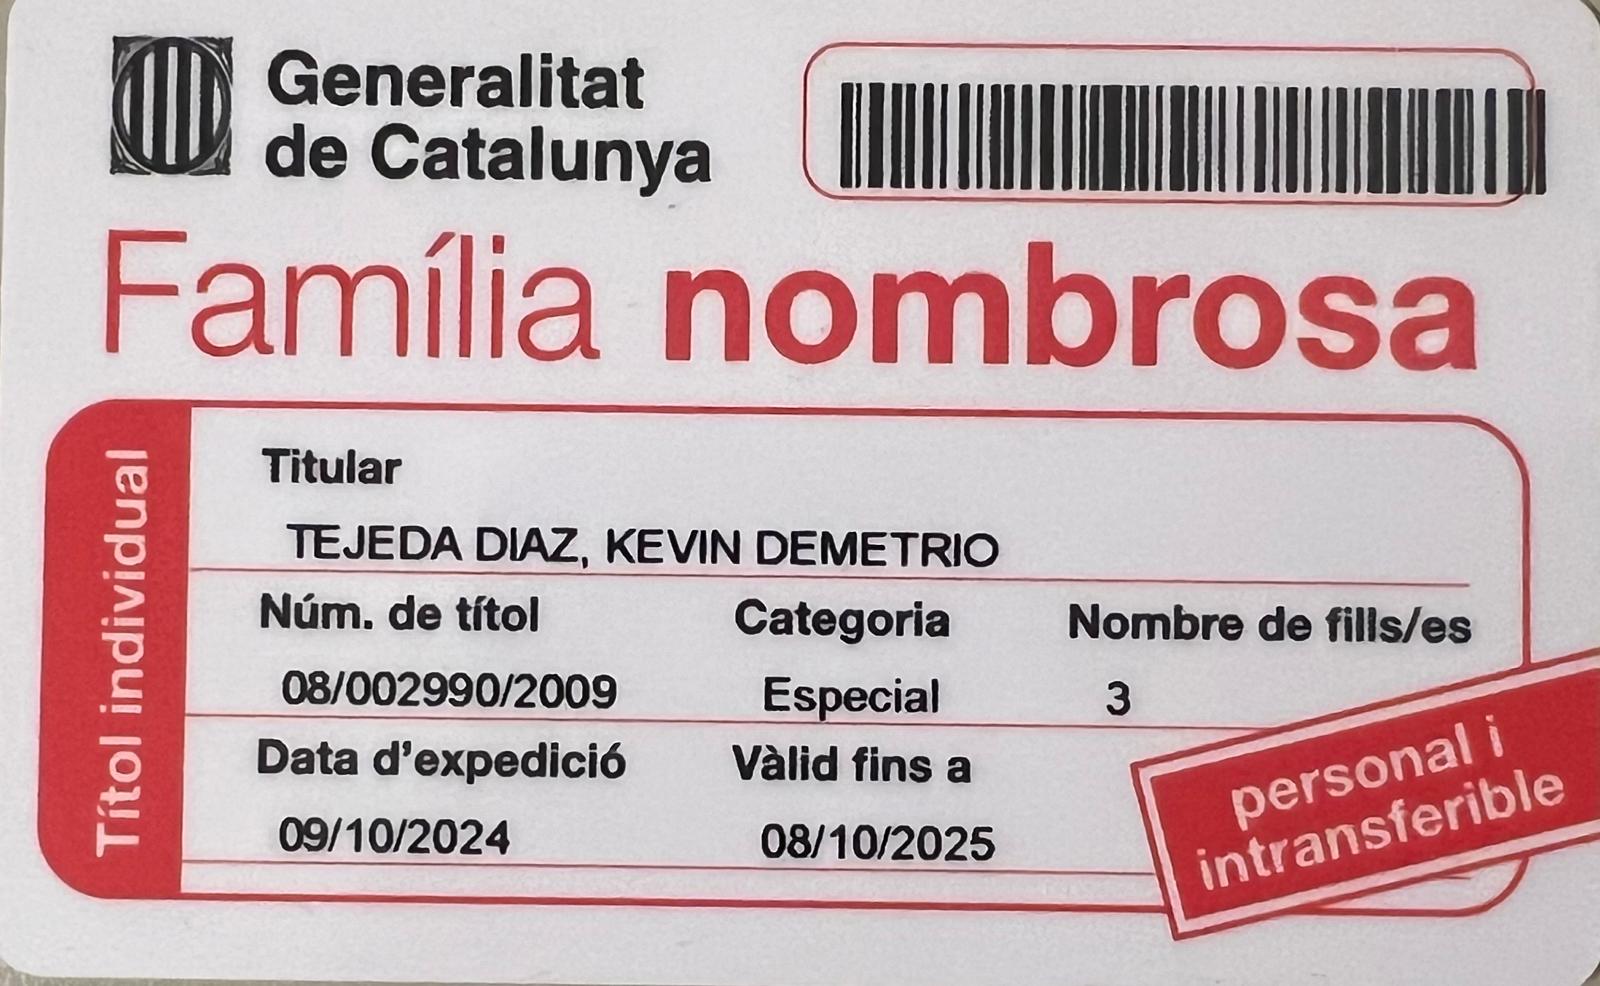 Generalitat
de Catalunya
Família nombrosa
Títol individual
Titular
TEJEDA DIAZ, KEVIN DEMETRIO
Núm. de títol Categoria Nombre de fills/es
08/002990/2009 Especial 3
Data d'expedició Vàlid fins a
09/10/2024 08/10/2025
personal i
intransferible